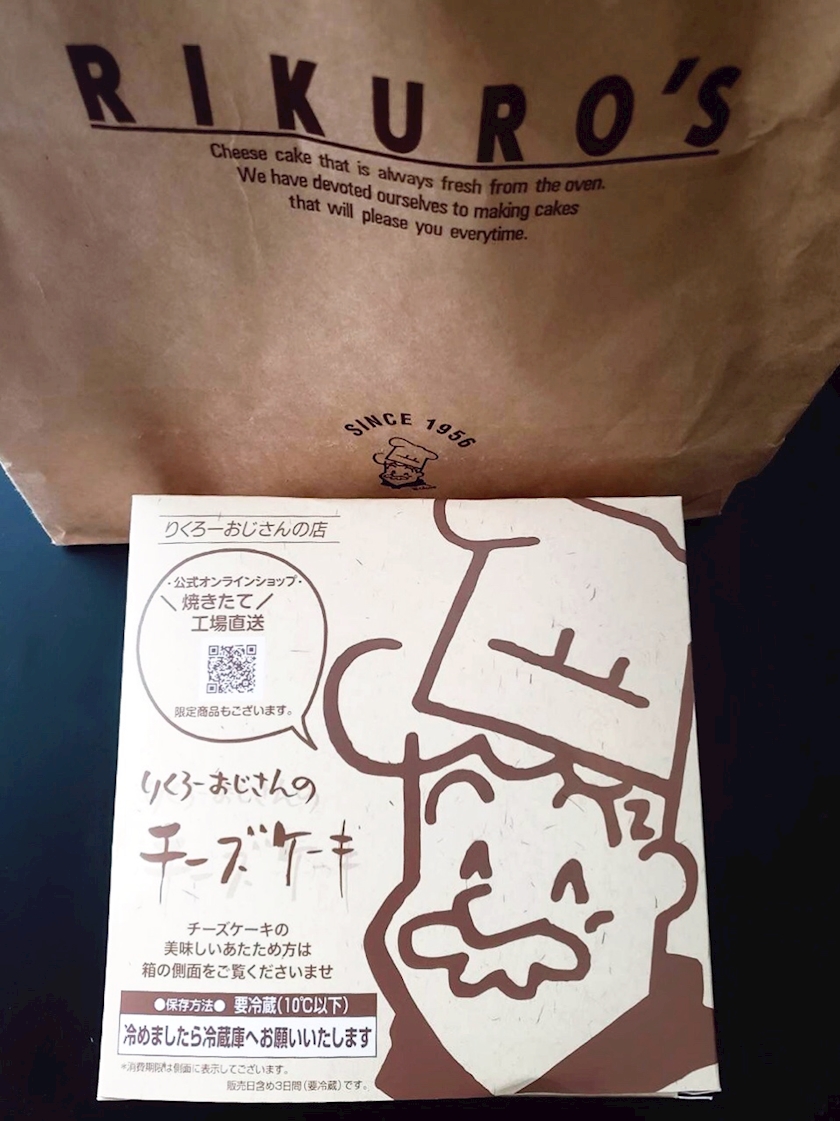 RIKURO'S
Cheese cake that is always fresh from the oven.
We have devoted ourselves to making cakes
that will please you everytime.
SINCE 1956
りくろーおじさんの店
・公式オンラインショップ・
＼焼きたて／
工場直送
限定商品もございます。
りくろーおじさんの
チーズケーキ
チーズケーキの
美味しいあたため方は
箱の側面をご覧くださいませ
●保存方法● 要冷蔵(10℃以下)
冷めましたら冷蔵庫へお願いいたします
＊消費期限は側面に表示してございます。
販売日含め3日間(要冷蔵)です。